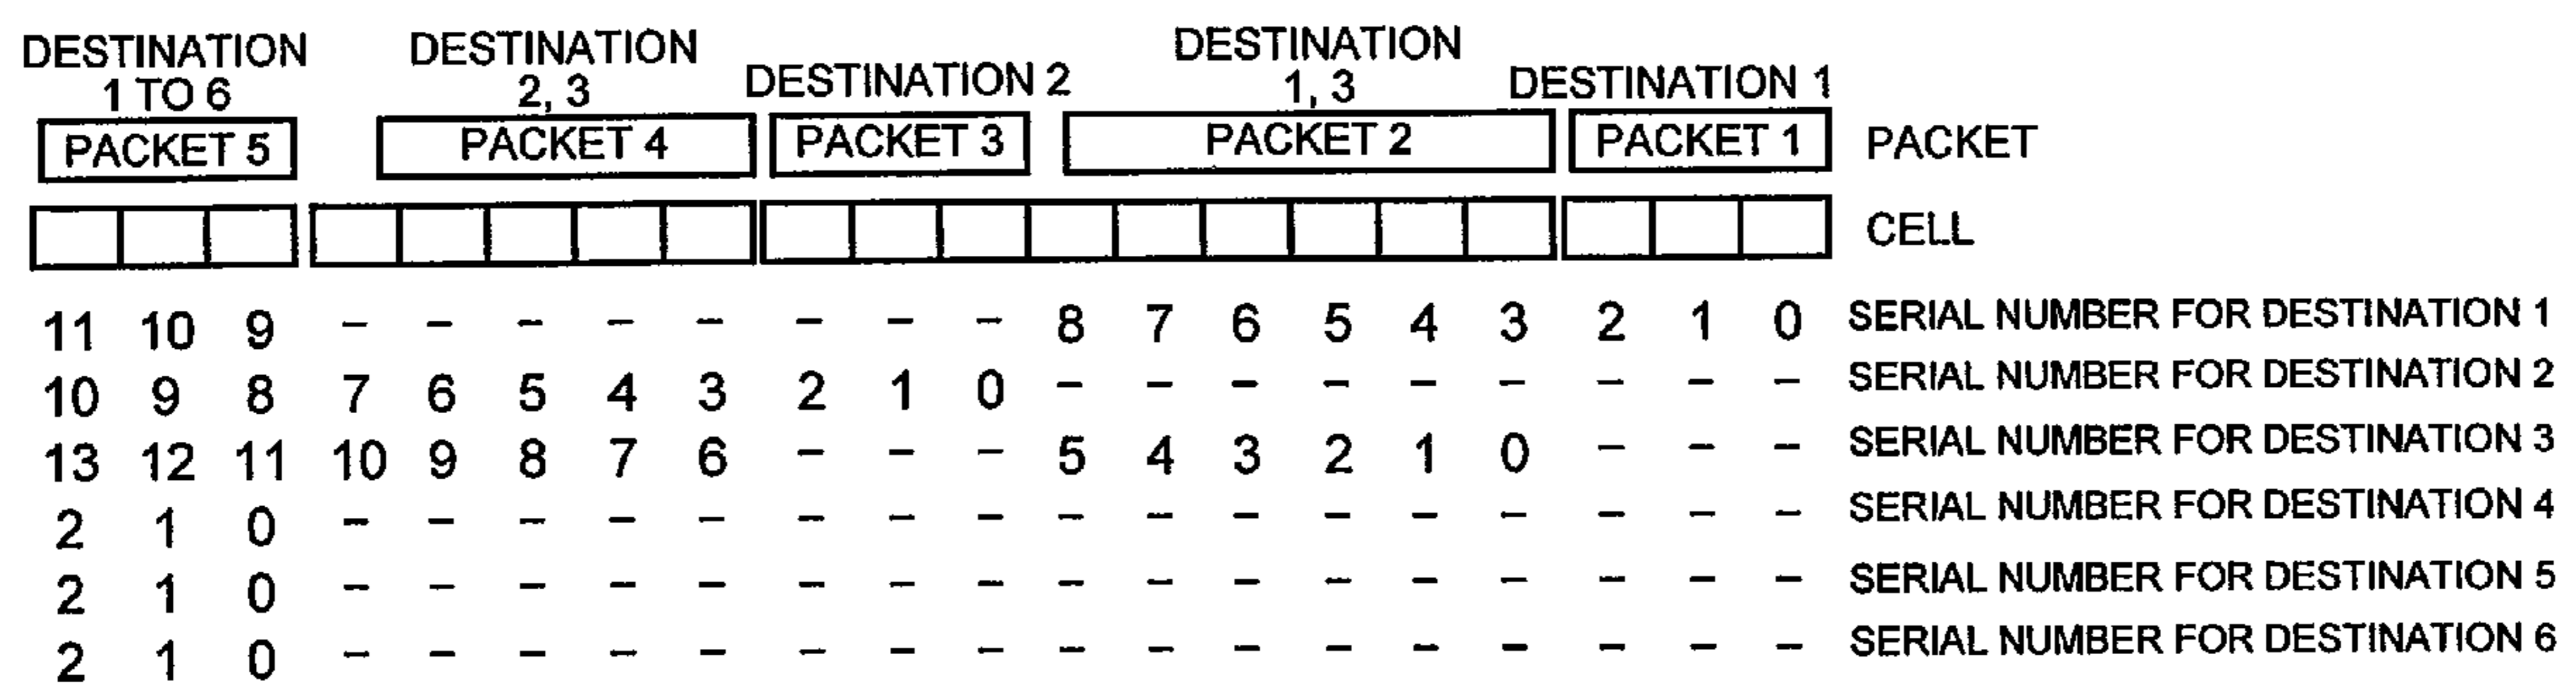 DESTINATION 1 TO 6
DESTINATION 2, 3
DESTINATION 2
DESTINATION 1, 3
DESTINATION 1
PACKET 5 PACKET 4 PACKET 3 PACKET 2 PACKET 1 PACKET
CELL
11 10 9 - - - - - - - - 8 7 6 5 4 3 2 1 0 SERIAL NUMBER FOR DESTINATION 1
10 9 8 7 6 5 4 3 2 1 0 - - - - - - - - - SERIAL NUMBER FOR DESTINATION 2
13 12 11 10 9 8 7 6 - - - 5 4 3 2 1 0 - - - SERIAL NUMBER FOR DESTINATION 3
2 1 0 - - - - - - - - - - - - - - - - - SERIAL NUMBER FOR DESTINATION 4
2 1 0 - - - - - - - - - - - - - - - - - SERIAL NUMBER FOR DESTINATION 5
2 1 0 - - - - - - - - - - - - - - - - - SERIAL NUMBER FOR DESTINATION 6